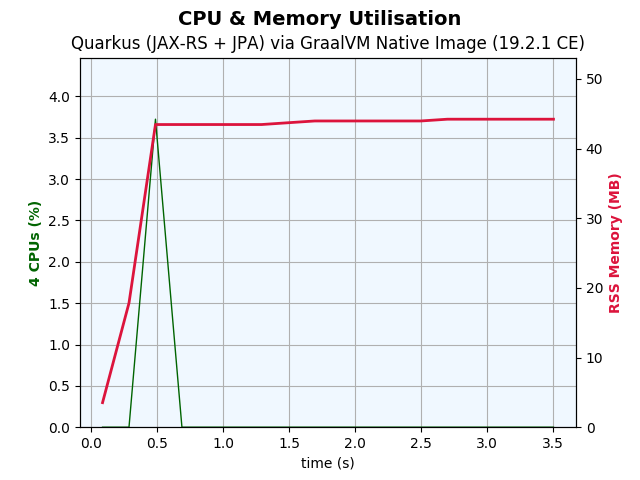 CPU & Memory Utilisation
Quarkus (JAX-RS + JPA) via GraalVM Native Image (19.2.1 CE)
4 CPUs (%)
4.0
3.5
3.0
2.5
2.0
1.5
1.0
0.5
0.0
50
40
30
20
10
0
RSS Memory (MB)
0.0 0.5 1.0 1.5 2.0 2.5 3.0 3.5
time (s)